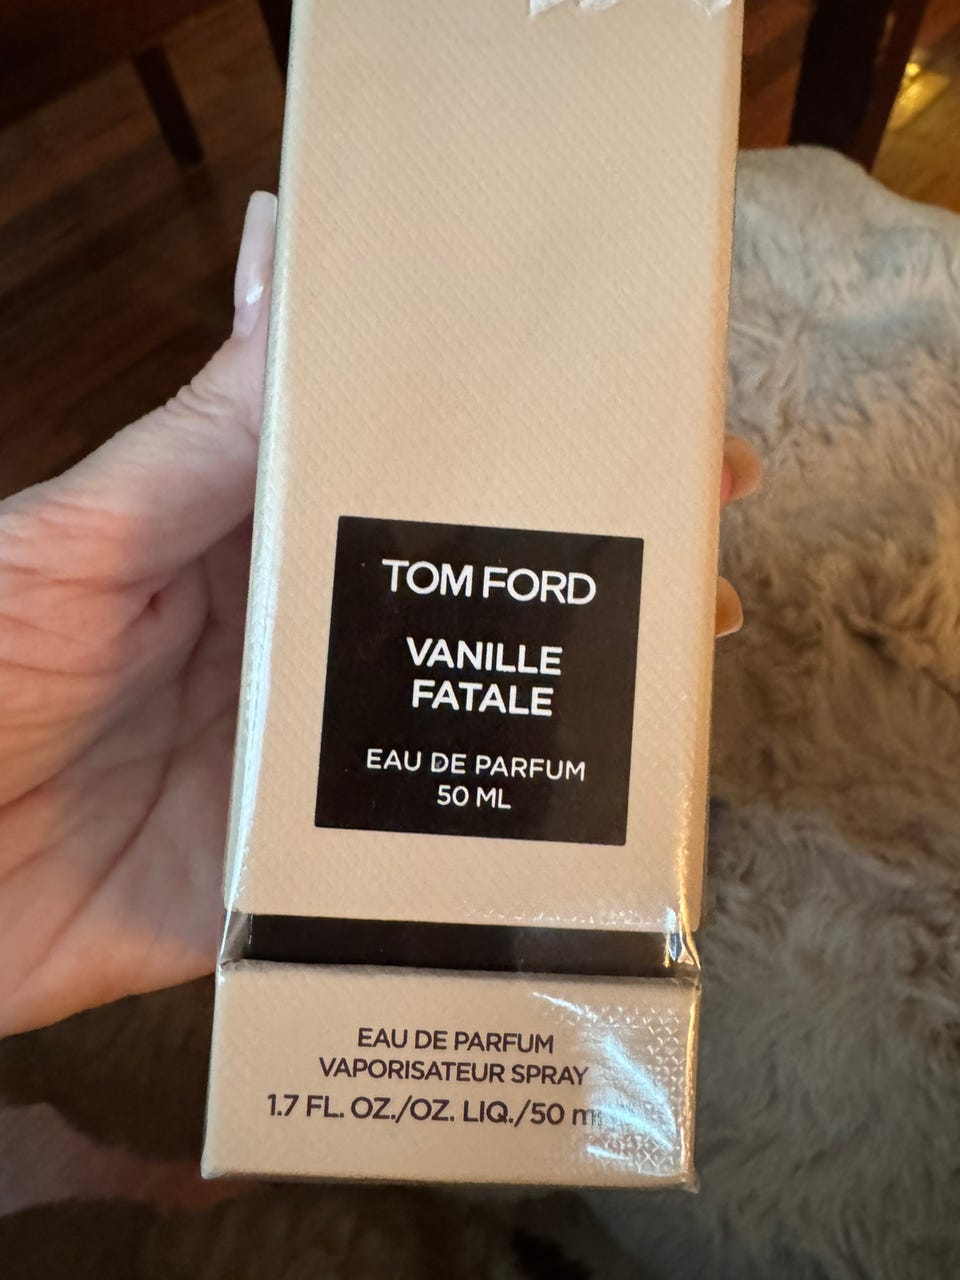 TOM FORD
VANILLE
FATALE
EAU DE PARFUM
50 ML
EAU DE PARFUM
VAPORISATEUR SPRAY
1.7 FL. OZ./OZ. LIQ./50 m